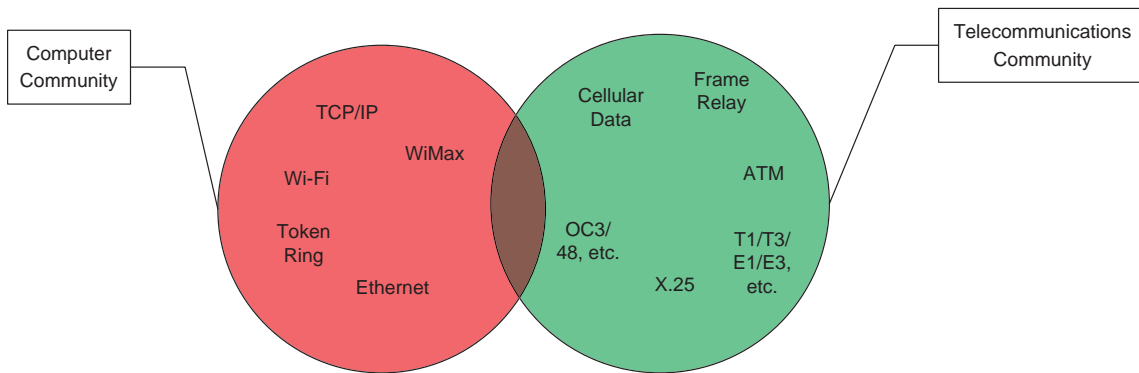 Computer
Community
Telecommunications
Community
TCP/IP
WiMax
Wi-Fi
Token
Ring
Ethernet
Cellular
Data
Frame
Relay
ATM
OC3/
48, etc.
T1/T3/
E1/E3,
etc.
X.25